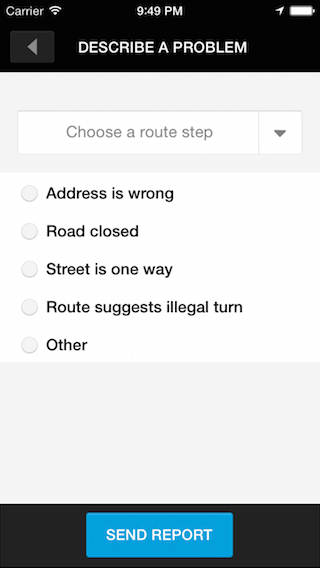 Carrier 9:49 PM
DESCRIBE A PROBLEM
Choose a route step
Address is wrong
Road closed
Street is one way
Route suggests illegal turn
Other
SEND REPORT